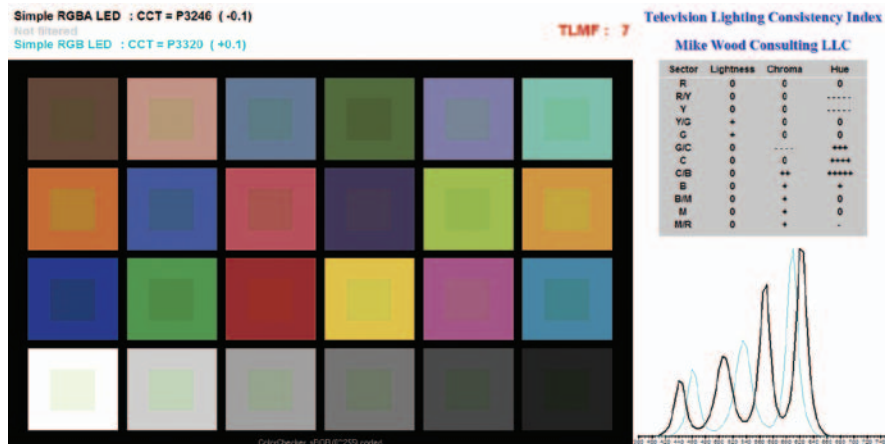 Simple RGBA LED : CCT = P3246 ( -0.1)
Not filtered
Simple RGB LED : CCT = P3320 ( +0.1)
TLMF : 7
Television Lighting Consistency Index
Mike Wood Consulting LLC
Sector Lightness Chroma Hue
R 0 0 0
R/Y 0 0 -----
Y 0 0 -----
Y/G + 0 0
G + 0 0
G/C 0 ---- +++
C 0 0 ++++
C/B 0 ++ +++++
B 0 + +
B/M 0 + 0
M 0 + 0
M/R 0 + -
ColorChecker